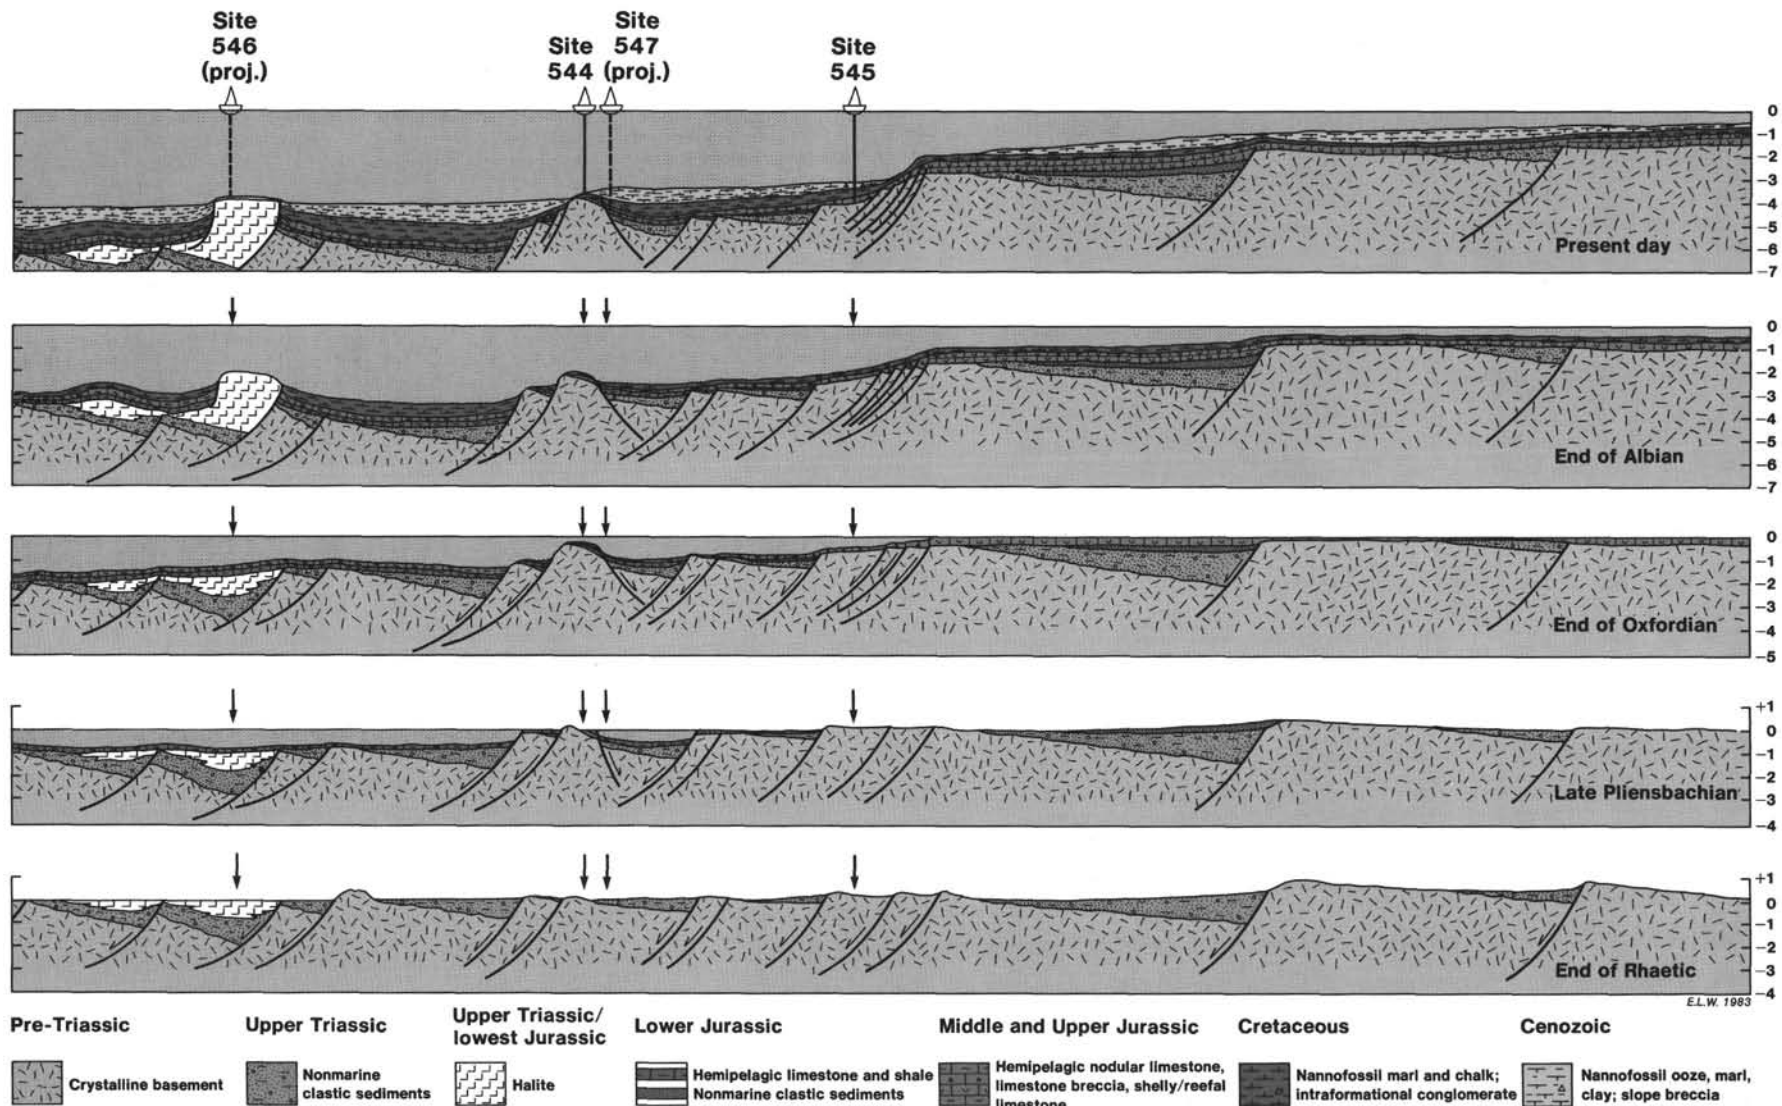 Site
546
(proj.)
Site
544
Site
547
(proj.)
Site
545
0
−1
−2
−3
−4
−5
−6
−7
Present day
0
−1
−2
−3
−4
−5
−6
−7
End of Albian
0
−1
−2
−3
−4
−5
End of Oxfordian
+1
0
−1
−2
−3
−4
Late Pliensbachian
+1
0
−1
−2
−3
−4
End of Rhaetic
E.L.W. 1983
Pre-Triassic
Crystalline basement
Upper Triassic
Nonmarine
clastic sediments
Upper Triassic/
lowest Jurassic
Halite
Lower Jurassic
Hemipelagic limestone and shale
Nonmarine clastic sediments
Middle and Upper Jurassic
Hemipelagic nodular limestone,
limestone breccia, shelly/reefal
limestone
Cretaceous
Nannofossil marl and chalk;
intraformational conglomerate
Cenozoic
Nannofossil ooze, marl,
clay; slope breccia